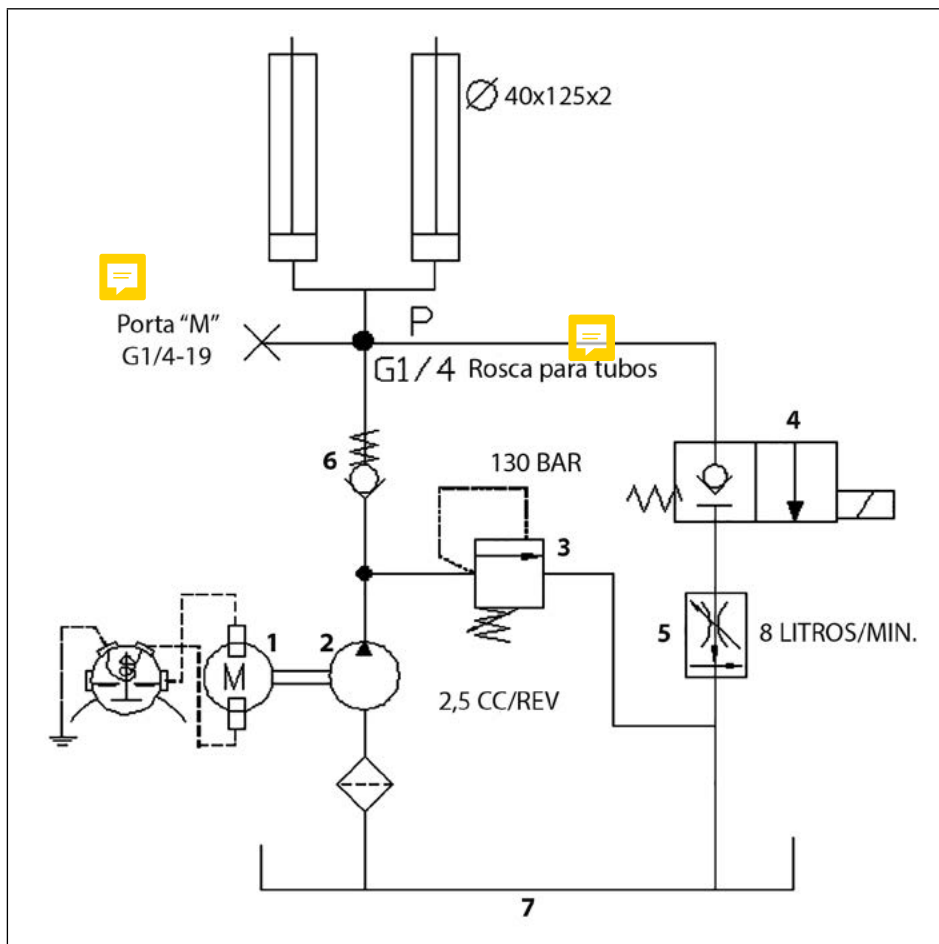 40x125x2
Porta “M”
G1/4-19
P
G1/4 Rosca para tubos
4
6
130 BAR
3
5
8 LITROS/MIN.
1
2
M
2,5 CC/REV
7